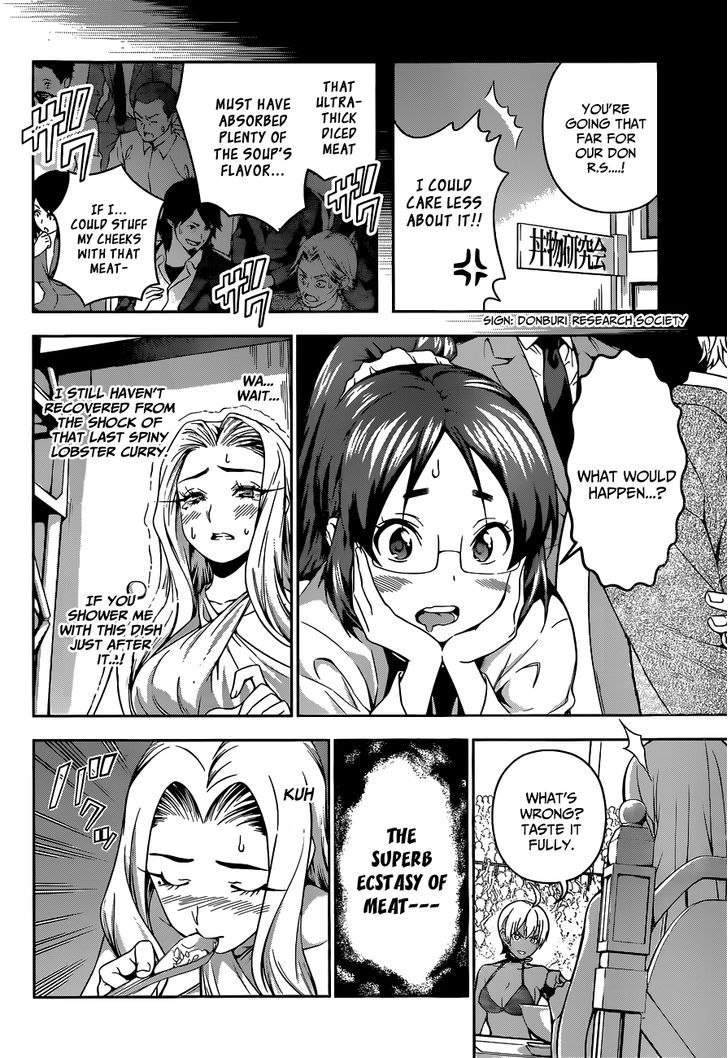 YOU'RE
GOING THAT
FAR FOR
OUR DON
R.S....!
I COULD
CARE LESS
ABOUT IT!!
丼物研究会
SIGN: DONBURI RESEARCH SOCIETY
THAT
ULTRA-
THICK
DICED
MEAT
MUST HAVE
ABSORBED
PLENTY OF
THE SOUP'S
FLAVOR...
IF I...
COULD STUFF
MY CHEEKS
WITH THAT
MEAT-
ザワ
ザワ
WHAT WOULD
HAPPEN...?
WA...
WAIT...
I STILL HAVEN'T
RECOVERED FROM
THE SHOCK OF
THAT LAST SPINY
LOBSTER CURRY.
IF YOU
SHOWER ME
WITH THIS DISH
JUST AFTER
IT...!
WHAT'S
WRONG?
TASTE IT
FULLY.
THE
SUPERB
ECSTASY OF
MEAT---
KUH